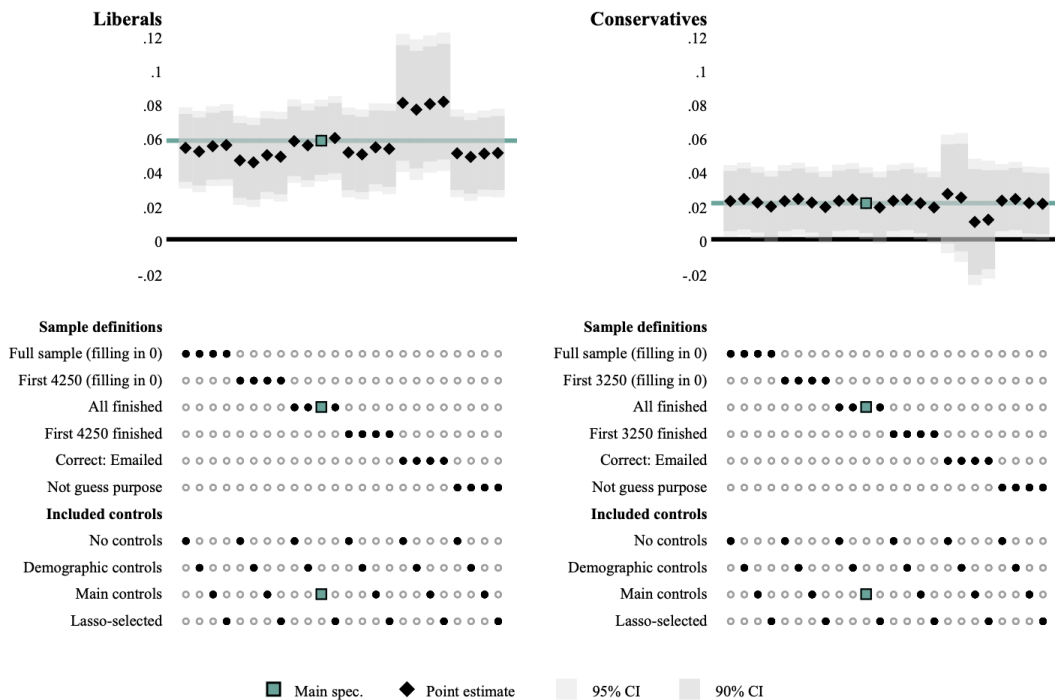 Liberals
.12
.1
.08
.06
.04
.02
0
-.02
Sample definitions
Full sample (filling in 0)
First 4250 (filling in 0)
All finished
First 4250 finished
Correct: Emailed
Not guess purpose
Included controls
No controls
Demographic controls
Main controls
Lasso-selected
Conservatives
.12
.1
.08
.06
.04
.02
0
-.02
Sample definitions
Full sample (filling in 0)
First 3250 (filling in 0)
All finished
First 3250 finished
Correct: Emailed
Not guess purpose
Included controls
No controls
Demographic controls
Main controls
Lasso-selected
Main spec. Point estimate 95% CI 90% CI